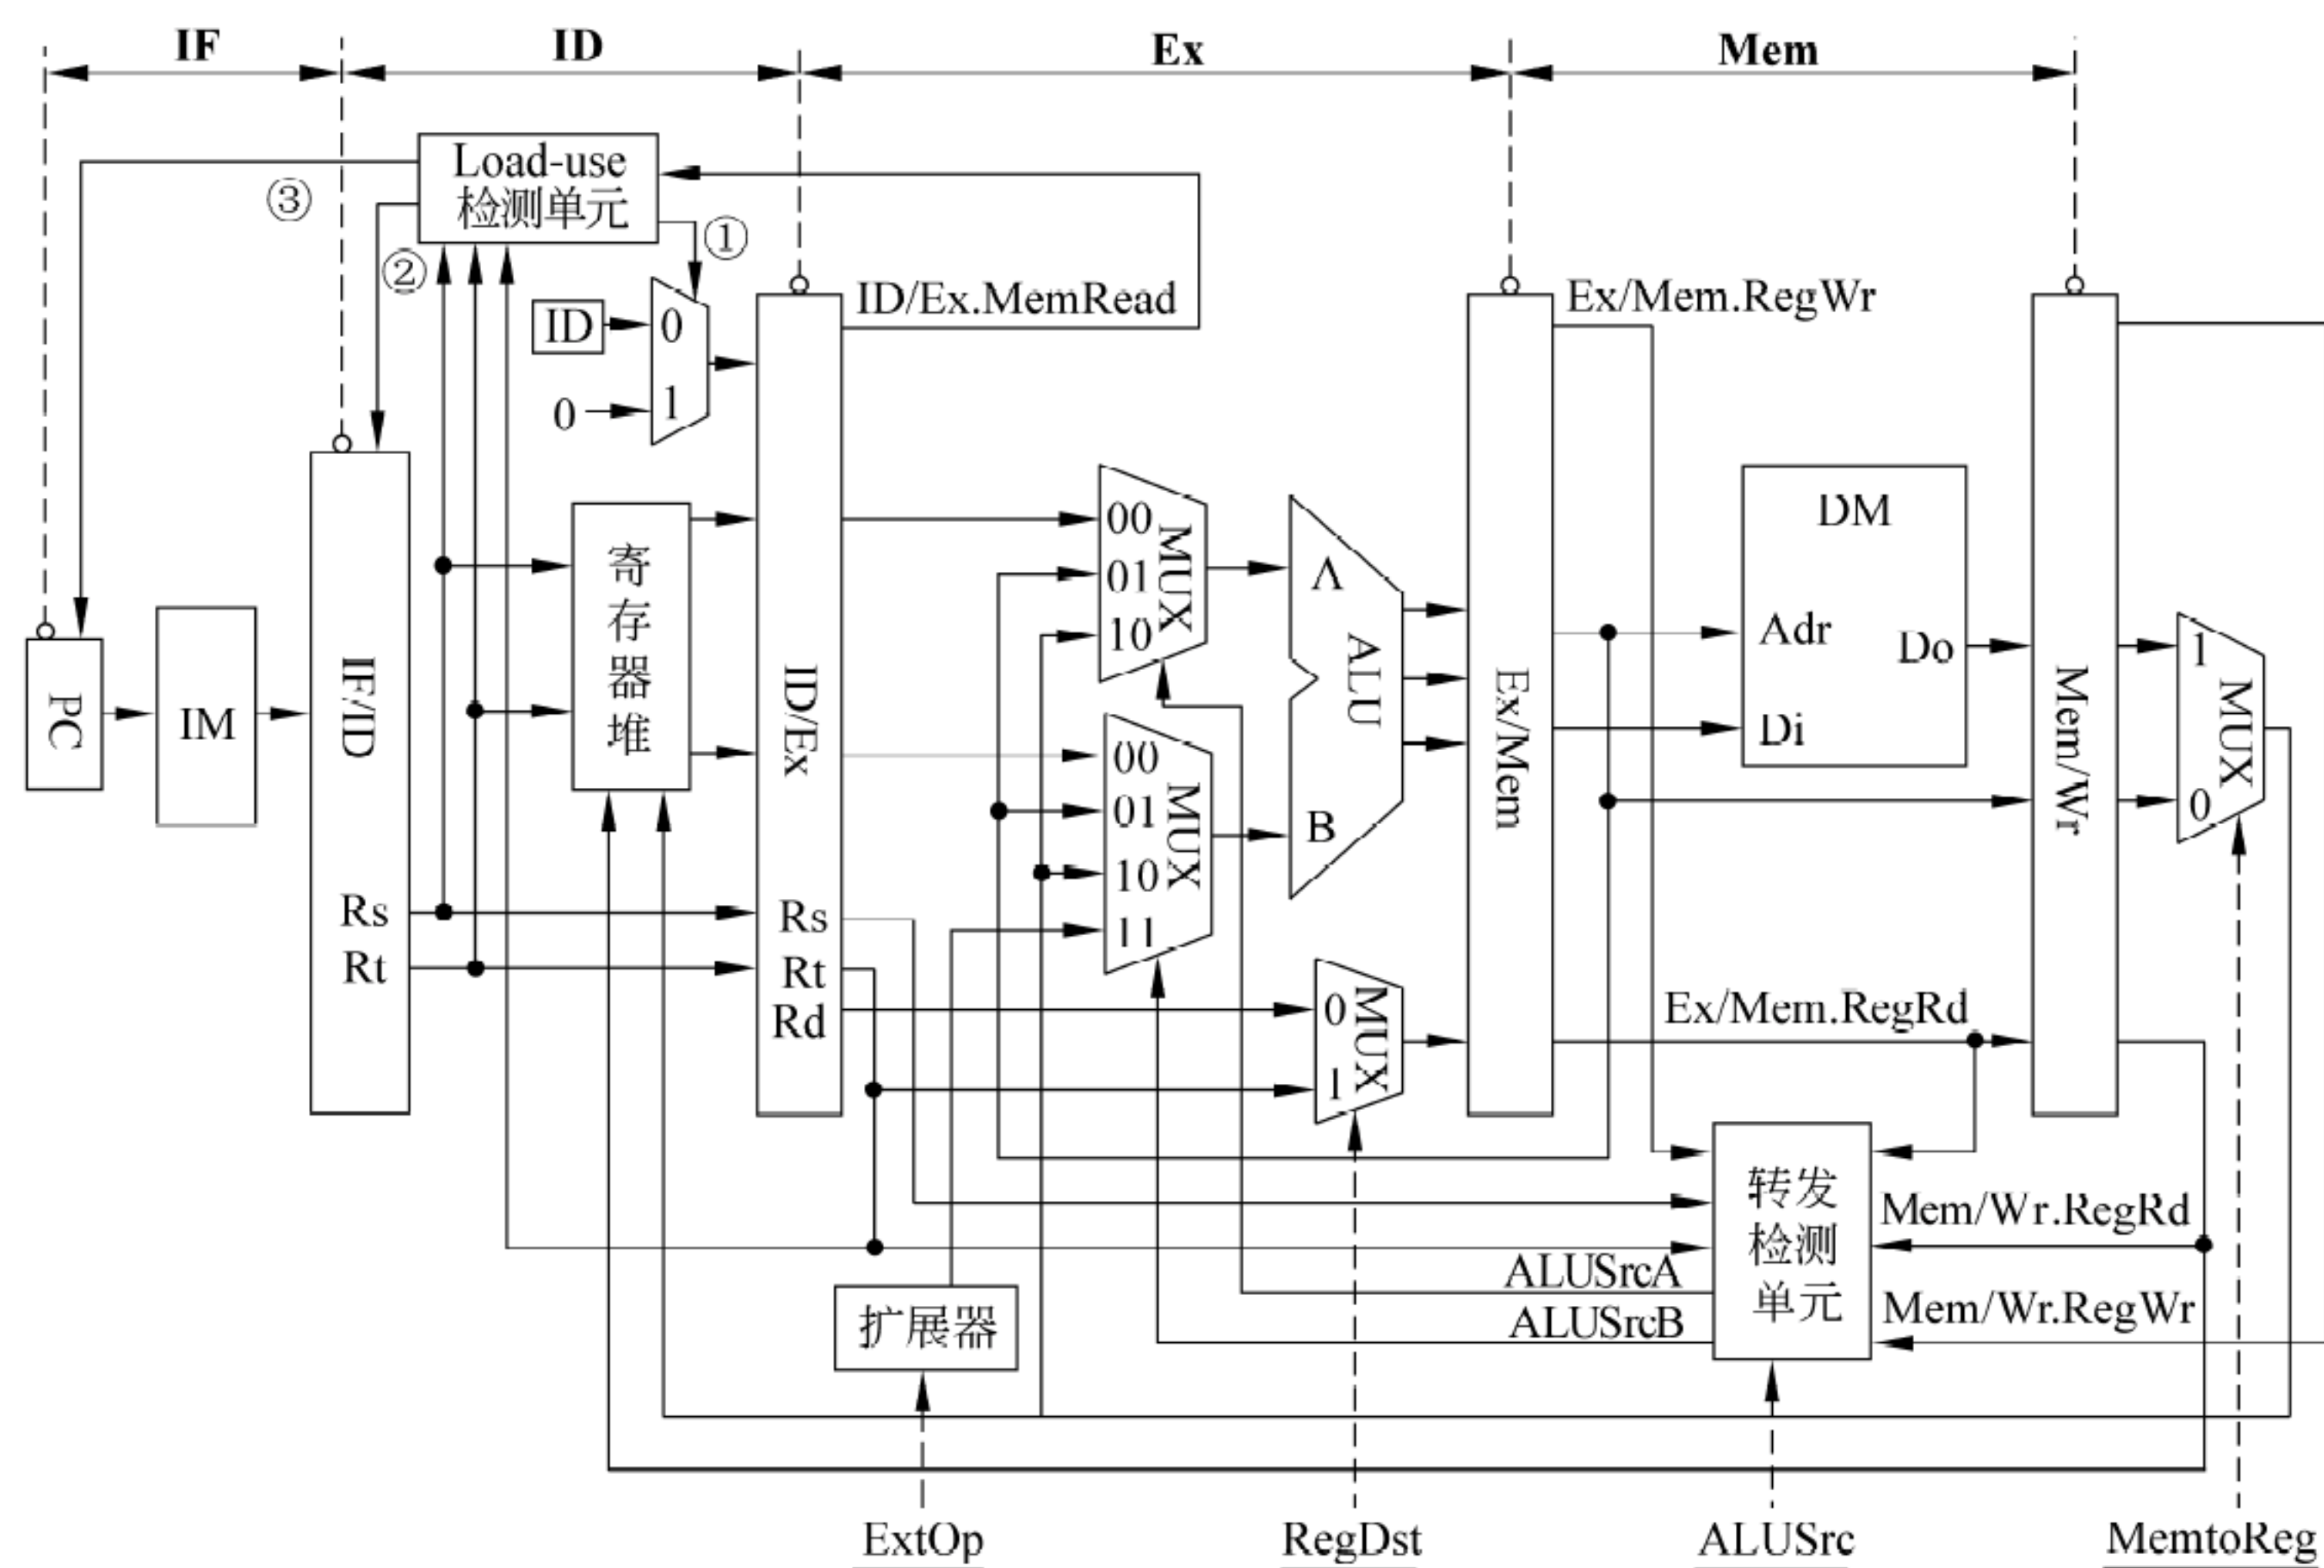 IF
ID
Ex
Mem
Load-use
检测单元
③
②
①
ID
0
0
1
ID/Ex.MemRead
Ex/Mem.RegWr
PC
IM
IF/ID
Rs
Rt
寄存器堆
ID/Ex
Rs
Rt
Rd
00
01
10
MUX
00
01
10
11
MUX
A
B
ALU
0
1
MUX
Ex/Mem
DM
Adr
Do
Di
Mem/Wr
1
0
MUX
Ex/Mem.RegRd
转发
检测
单元
Mem/Wr.RegRd
Mem/Wr.RegWr
ALUSrcA
ALUSrcB
扩展器
ExtOp
RegDst
ALUSrc
MemtoReg